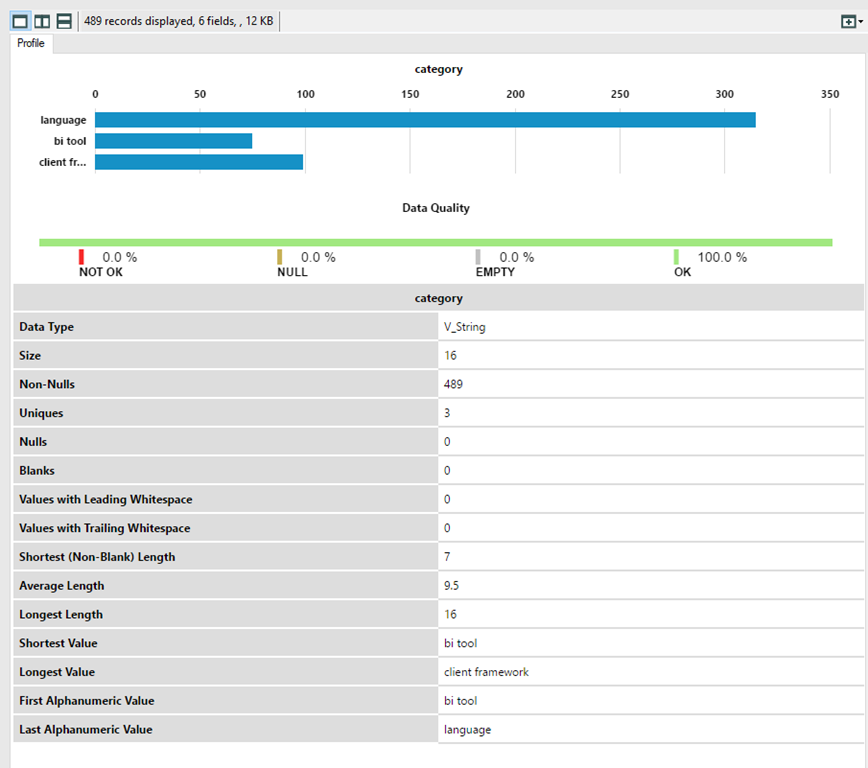 489 records displayed, 6 fields, , 12 KB
Profile
category
0 50 100 150 200 250 300 350
language
bi tool
client fr...
Data Quality
0.0 % 0.0 % 0.0 % 100.0 %
NOT OK NULL EMPTY OK
category
Data Type V_String
Size 16
Non-Nulls 489
Uniques 3
Nulls 0
Blanks 0
Values with Leading Whitespace 0
Values with Trailing Whitespace 0
Shortest (Non-Blank) Length 7
Average Length 9.5
Longest Length 16
Shortest Value bi tool
Longest Value client framework
First Alphanumeric Value bi tool
Last Alphanumeric Value language